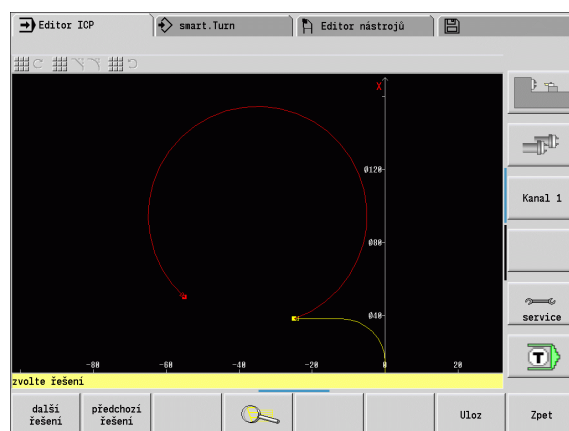 Editor ICP
smart.Turn
Editor nástrojů
X
Ø120
Kanal 1
Ø80
Ø40
service
-80 -60 -40 -20 0 20
T
zvolte řešení
další řešení
předchozí řešení
Uloz
Zpet